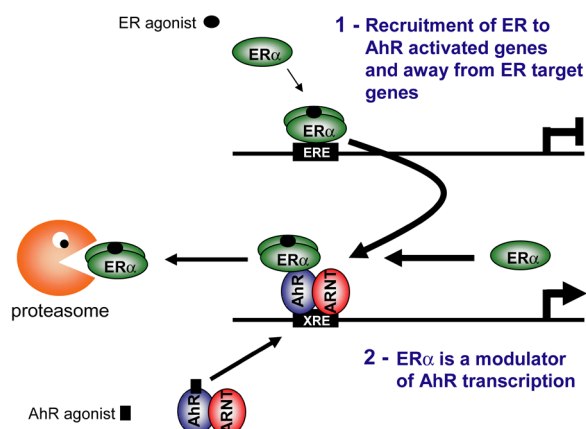 ER agonist
1 - Recruitment of ER to
AhR activated genes
and away from ER target
genes
ERα
ERα
ERE
ERα
ERα
ERα
proteasome
AhR
ARNT
XRE
2 - ERα is a modulator
of AhR transcription
AhR agonist
AhR
ARNT